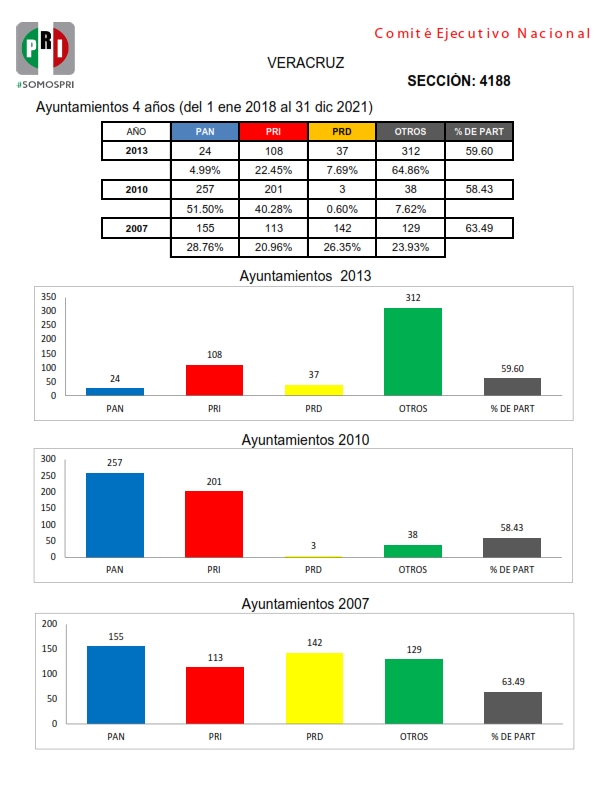 Comité Ejecutivo Nacional
PRI
#SOMOSPRI
VERACRUZ
SECCIÓN: 4188
Ayuntamientos 4 años (del 1 ene 2018 al 31 dic 2021)
AÑO PAN PRI PRD OTROS % DE PART
2013 24 108 37 312 59.60
4.99% 22.45% 7.69% 64.86%
2010 257 201 3 38 58.43
51.50% 40.28% 0.60% 7.62%
2007 155 113 142 129 63.49
28.76% 20.96% 26.35% 23.93%
Ayuntamientos 2013
350
300
250
200
150
100
50
0
24 108 37 312 59.60
PAN PRI PRD OTROS % DE PART
Ayuntamientos 2010
300
250
200
150
100
50
0
257 201 3 38 58.43
PAN PRI PRD OTROS % DE PART
Ayuntamientos 2007
200
150
100
50
0
155 113 142 129 63.49
PAN PRI PRD OTROS % DE PART